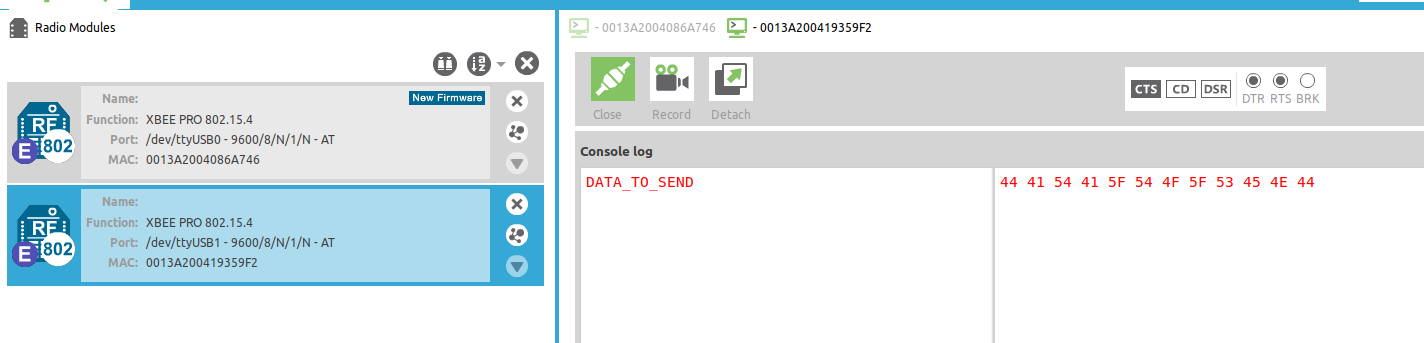 Radio Modules
- 0013A2004086A746
- 000013A200419359F2
Name:
New Firmware
Function: XBEE PRO 802.15.4
Port: /dev/ttyUSB0 - 9600/8/N/1/N - AT
MAC: 0013A2004086A746
RF
E 802
Name:
Function: XBEE PRO 802.15.4
Port: /dev/ttyUSB1 - 9600/8/N/1/N - AT
MAC: 0013A200419359F2
RF
E 802
Close
Record
Detach
CTS CD DSR
DTR RTS BRK
Console log
DATA_TO_SEND
44 41 54 41 5F 54 4F 5F 53 45 4E 44